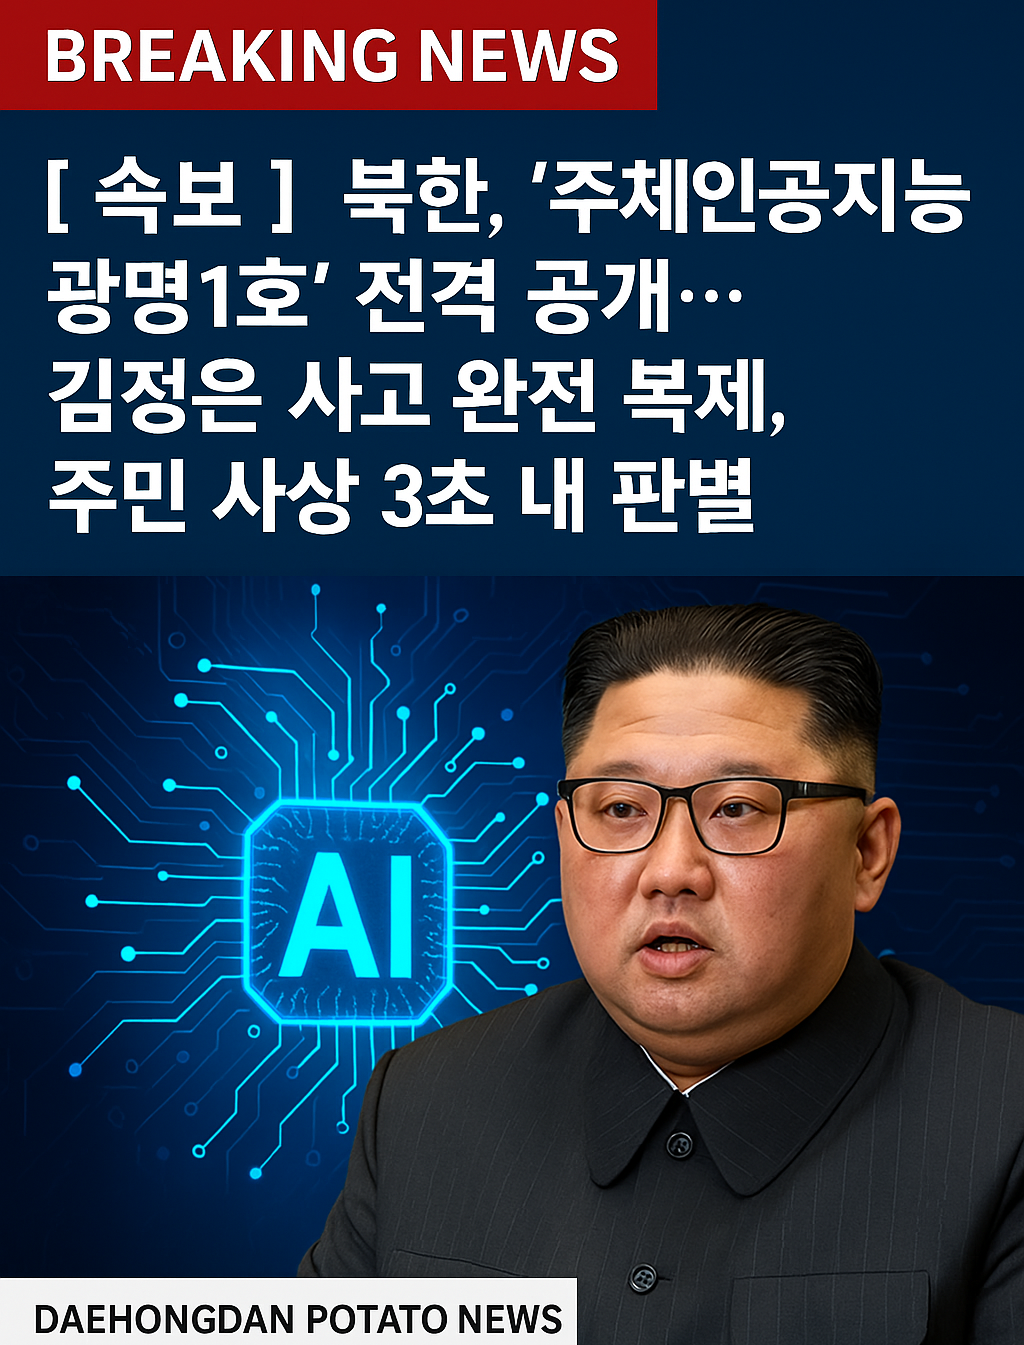 BREAKING NEWS
[ 속보 ] 북한, '주체인공지능
광명1호' 전격 공개…
김정은 사고 완전 복제,
주민 사상 3초 내 판별
AI
DAEHONGDAN POTATO NEWS